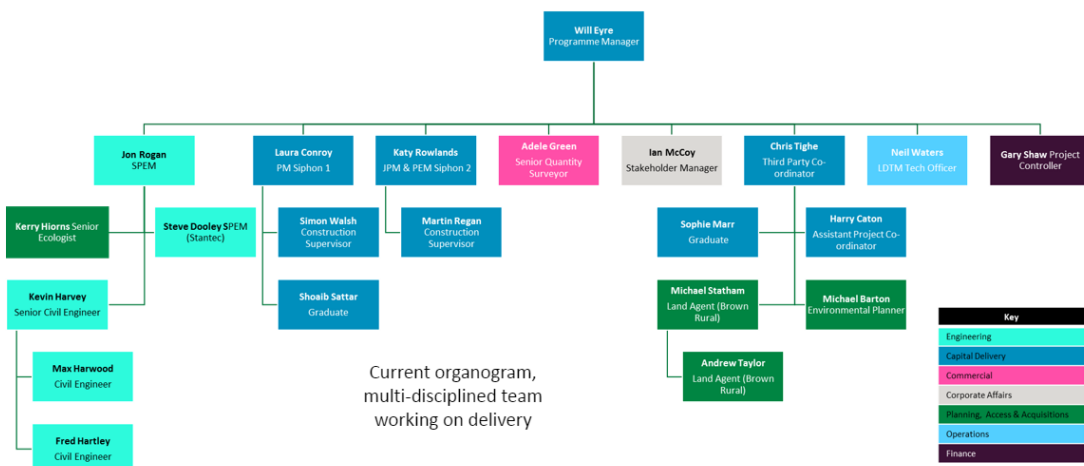 Will Eyre
Programme Manager
Jon Rogan
SPEM
Laura Conroy
PM Siphon 1
Katy Rowlands
JPM & PEM Siphon 2
Adele Green
Senior Quantity
Surveyor
Ian McCoy
Stakeholder Manager
Chris Tighe
Third Party Co-
ordinator
Neil Waters
LDTM Tech Officer
Gary Shaw Project
Controller
Kerry Hiorns Senior
Ecologist
Steve Dooley SPEM
(Stantec)
Simon Walsh
Construction
Supervisor
Martin Regan
Construction
Supervisor
Sophie Marr
Graduate
Harry Caton
Assistant Project Co-
ordinator
Kevin Harvey
Senior Civil Engineer
Shoaib Sattar
Graduate
Michael Statham
Land Agent (Brown
Rural)
Michael Barton
Environmental Planner
Max Harwood
Civil Engineer
Andrew Taylor
Land Agent (Brown
Rural)
Fred Hartley
Civil Engineer
Current organogram,
multi-disciplined team
working on delivery
Key
Engineering
Capital Delivery
Commercial
Corporate Affairs
Planning, Access & Acquisitions
Operations
Finance